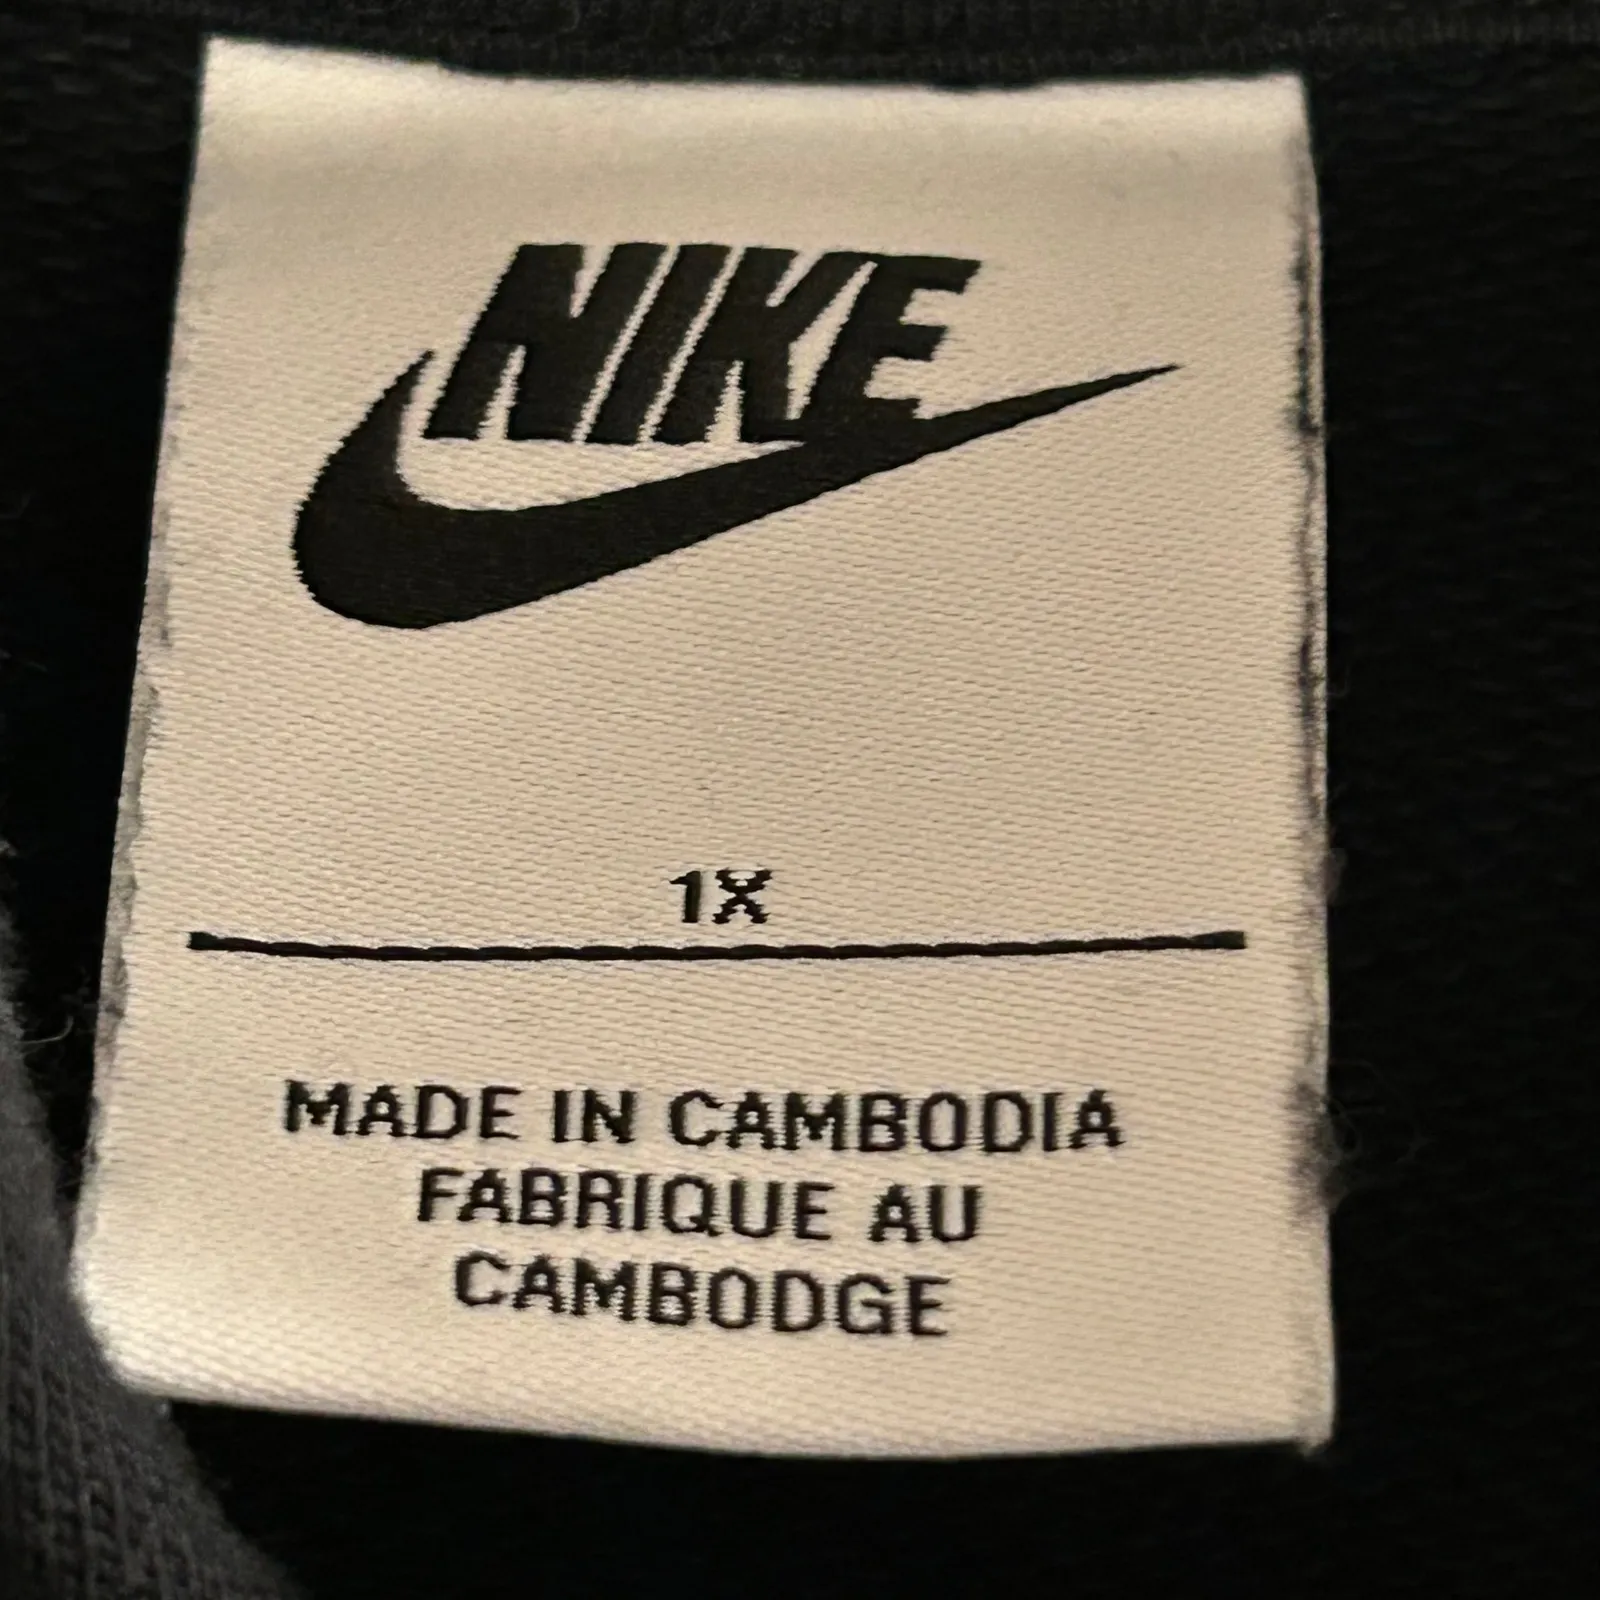 NIKE
1X
MADE IN CAMBODIA
FABRIQUE AU
CAMBODGE